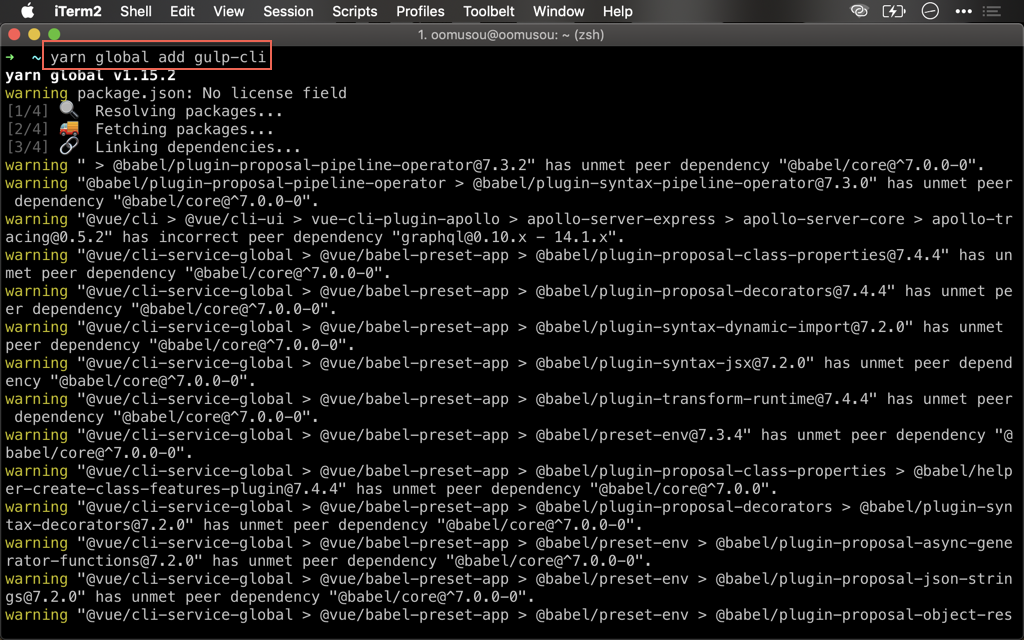 iTerm2 Shell Edit View Session Scripts Profiles Toolbelt Window Help
1. oomusou@oomusou: ~ (zsh)
➜ ~ yarn global add gulp-cli
yarn global v1.15.2
warning package.json: No license field
[1/4] 🔍 Resolving packages...
[2/4] 🚚 Fetching packages...
[3/4] 🔗 Linking dependencies...
warning " > @babel/plugin-proposal-pipeline-operator@7.3.2" has unmet peer dependency "@babel/core@^7.0.0-0".
warning "@babel/plugin-proposal-pipeline-operator > @babel/plugin-syntax-pipeline-operator@7.3.0" has unmet peer
 dependency "@babel/core@^7.0.0-0".
warning "@vue/cli > @vue/cli-ui > vue-cli-plugin-apollo > apollo-server-express > apollo-server-core > apollo-tr
acing@0.5.2" has incorrect peer dependency "graphql@0.10.x - 14.1.x".
warning "@vue/cli-service-global > @vue/babel-preset-app > @babel/plugin-proposal-class-properties@7.4.4" has un
met peer dependency "@babel/core@^7.0.0-0".
warning "@vue/cli-service-global > @vue/babel-preset-app > @babel/plugin-proposal-decorators@7.4.4" has unmet pe
er dependency "@babel/core@^7.0.0-0".
warning "@vue/cli-service-global > @vue/babel-preset-app > @babel/plugin-syntax-dynamic-import@7.2.0" has unmet
peer dependency "@babel/core@^7.0.0-0".
warning "@vue/cli-service-global > @vue/babel-preset-app > @babel/plugin-syntax-jsx@7.2.0" has unmet peer depend
ency "@babel/core@^7.0.0-0".
warning "@vue/cli-service-global > @vue/babel-preset-app > @babel/plugin-transform-runtime@7.4.4" has unmet peer
 dependency "@babel/core@^7.0.0-0".
warning "@vue/cli-service-global > @vue/babel-preset-app > @babel/preset-env@7.3.4" has unmet peer dependency "@
babel/core@^7.0.0-0".
warning "@vue/cli-service-global > @vue/babel-preset-app > @babel/plugin-proposal-class-properties > @babel/help
er-create-class-features-plugin@7.4.4" has unmet peer dependency "@babel/core@^7.0.0".
warning "@vue/cli-service-global > @vue/babel-preset-app > @babel/plugin-proposal-decorators > @babel/plugin-syn
tax-decorators@7.2.0" has unmet peer dependency "@babel/core@^7.0.0-0".
warning "@vue/cli-service-global > @vue/babel-preset-app > @babel/preset-env > @babel/plugin-proposal-async-gene
rator-functions@7.2.0" has unmet peer dependency "@babel/core@^7.0.0-0".
warning "@vue/cli-service-global > @vue/babel-preset-app > @babel/preset-env > @babel/plugin-proposal-json-strin
gs@7.2.0" has unmet peer dependency "@babel/core@^7.0.0-0".
warning "@vue/cli-service-global > @vue/babel-preset-app > @babel/preset-env > @babel/plugin-proposal-object-res